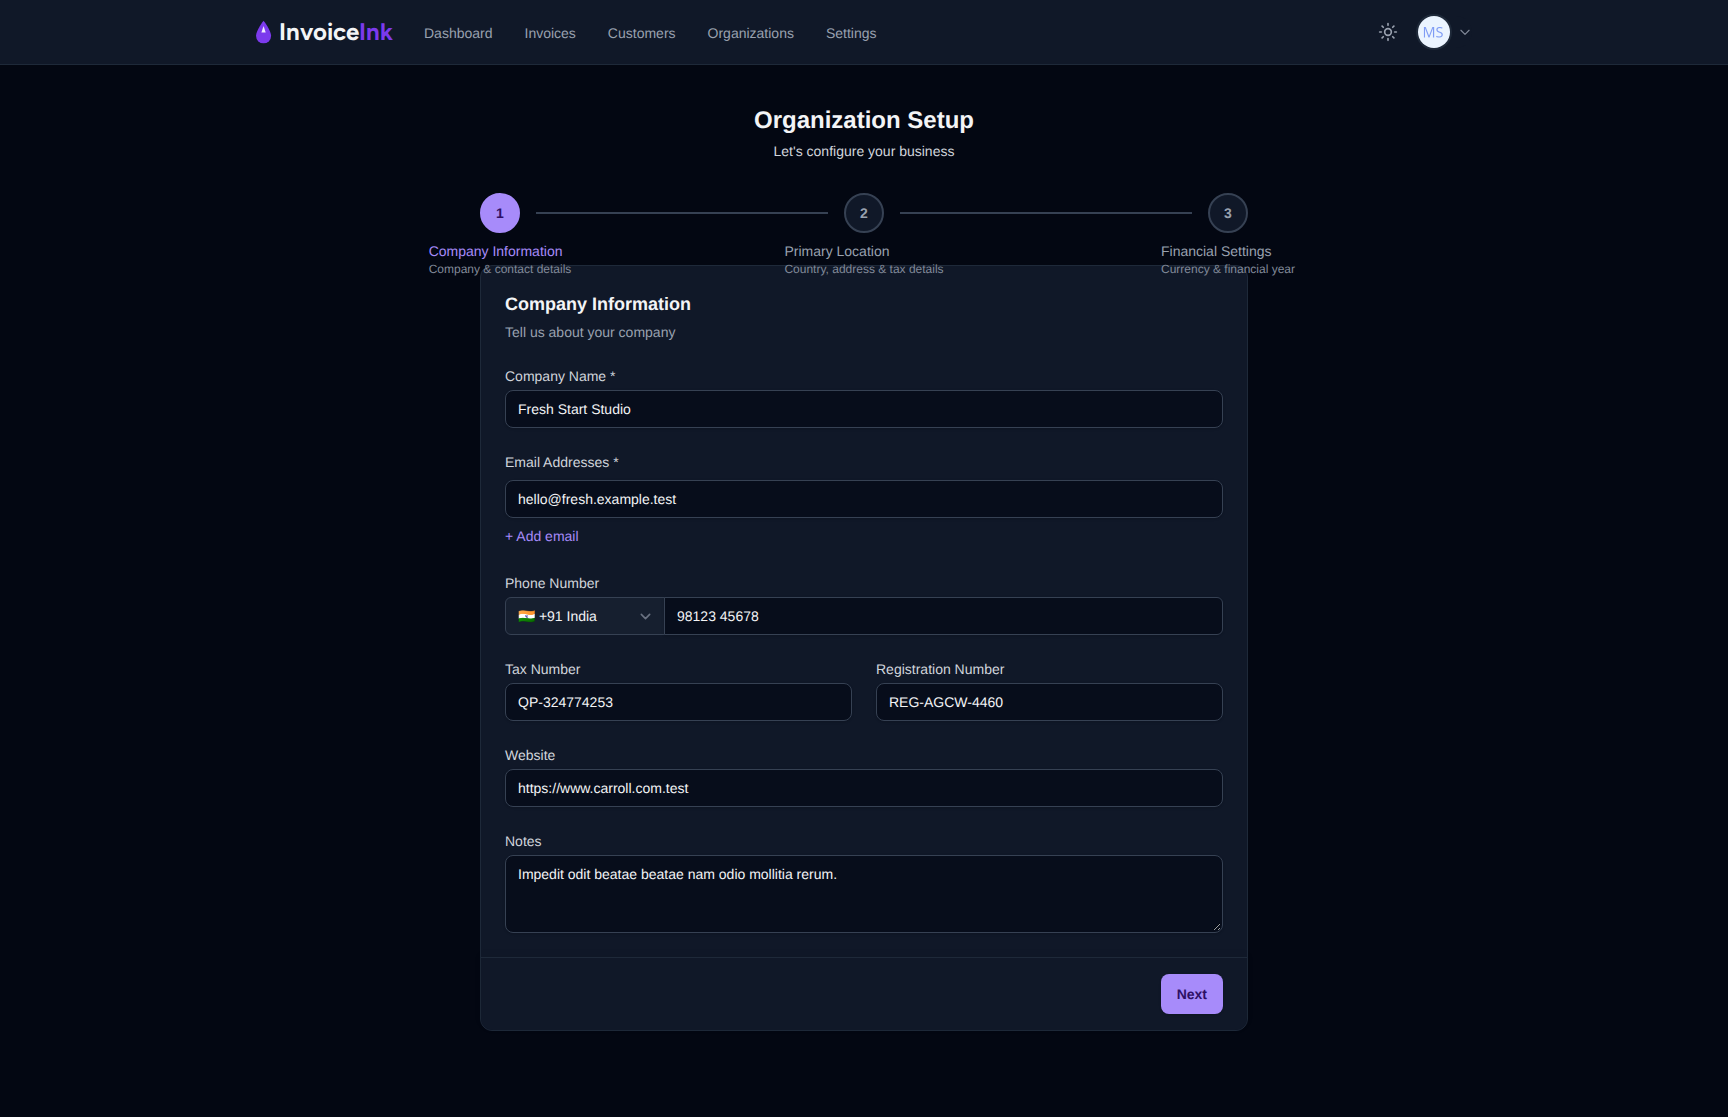 InvoiceInk
Dashboard Invoices Customers Organizations Settings
MS
Organization Setup
Let's configure your business
1 2 3
Company Information Primary Location Financial Settings
Company & contact details Country, address & tax details Currency & financial year
Company Information
Tell us about your company
Company Name *
Fresh Start Studio
Email Addresses *
hello@fresh.example.test
+ Add email
Phone Number
🇮🇳 +91 India 98123 45678
Tax Number Registration Number
QP-324774253 REG-AGCW-4460
Website
https://www.carroll.com.test
Notes
Impedit odit beatae beatae nam odio mollitia rerum.
Next